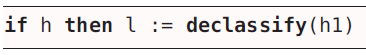 if h then l := declassify(h1)